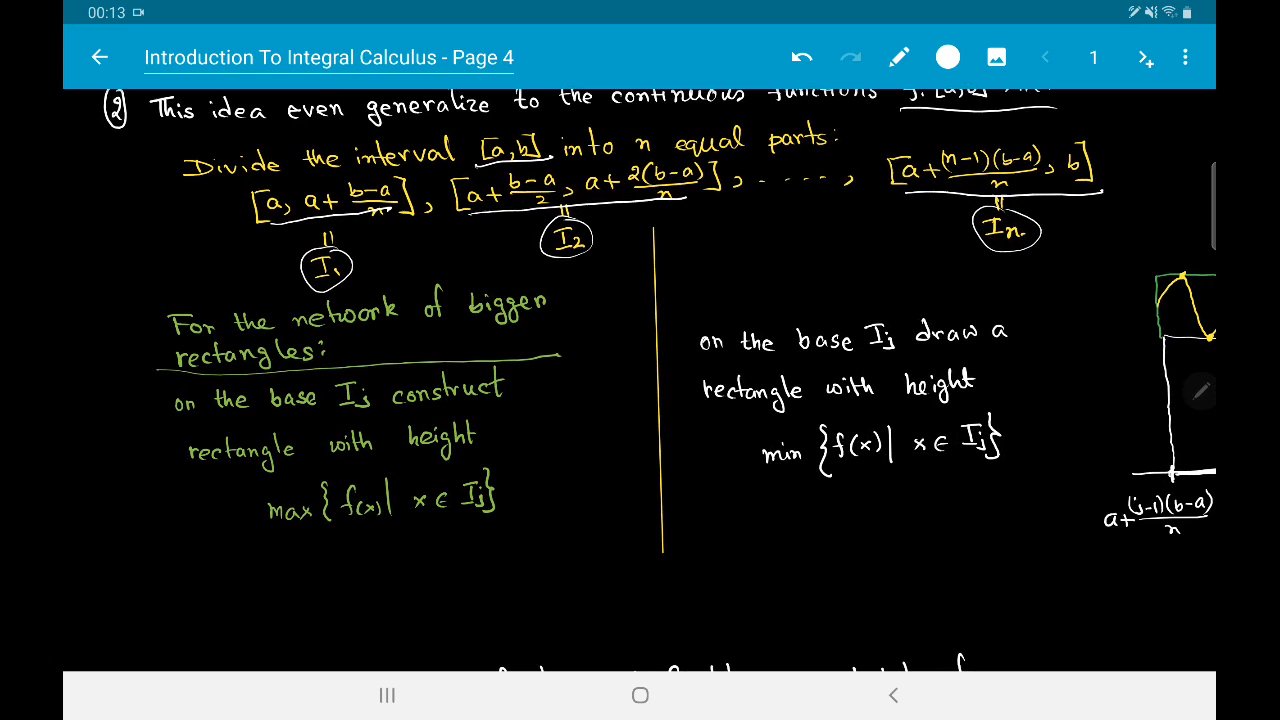 00:13
Introduction To Integral Calculus - Page 4
1
② This idea even generalize to the continuous functions
Divide the interval [a,b] into n equal parts:
[a, a+(b-a)/n], [a+(b-a)/2, a+2(b-a)/n], ....., [a+(n-1)(b-a)/n, b]
= I₁
= I₂
= Iₙ.
For the network of bigger
rectangles:
on the base Ij construct
rectangle with height
max{f(x)| x ∈ Ij}
on the base Ij draw a
rectangle with height
min {f(x)| x ∈ Ij}
a+(j-1)(b-a)/n